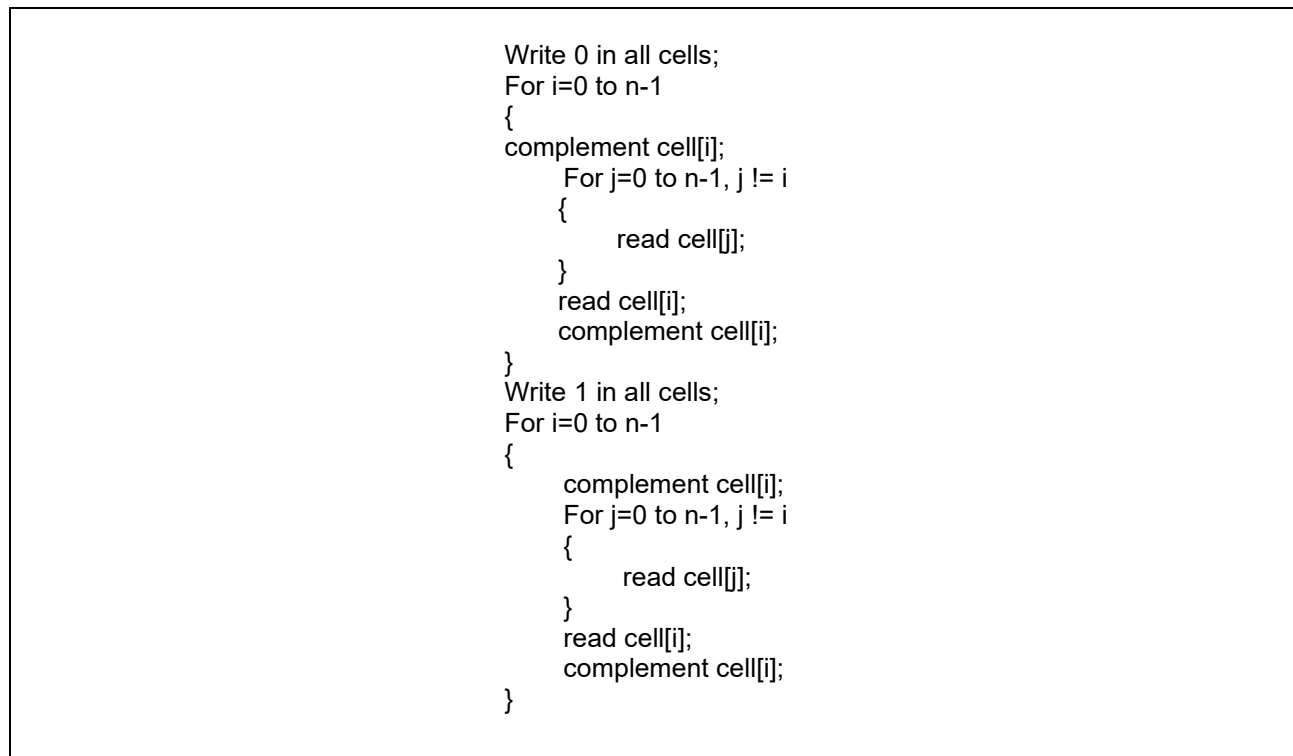 Write 0 in all cells;
For i=0 to n-1
{
complement cell[i];
For j=0 to n-1, j != i
{
read cell[j];
}
read cell[i];
complement cell[i];
}
Write 1 in all cells;
For i=0 to n-1
{
complement cell[i];
For j=0 to n-1, j != i
{
read cell[j];
}
read cell[i];
complement cell[i];
}